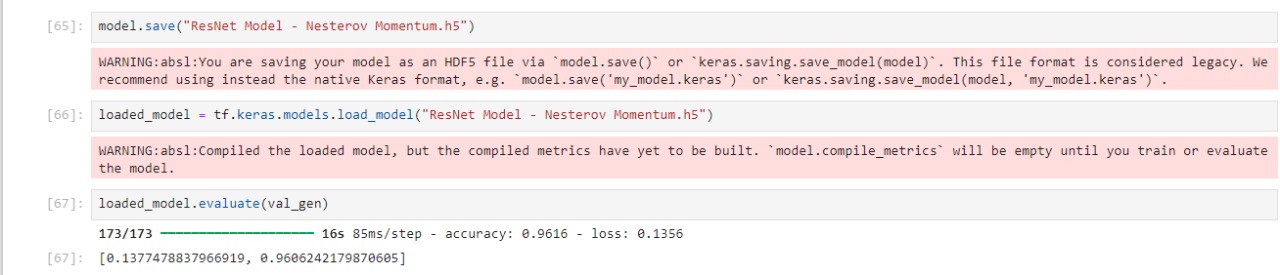 [65]: model.save("ResNet Model - Nesterov Momentum.h5")
WARNING:absl:You are saving your model as an HDF5 file via `model.save()` or `keras.saving.save_model(model)`. This file format is considered legacy. We
recommend using instead the native Keras format, e.g. `model.save('my_model.keras')` or `keras.saving.save_model(model, 'my_model.keras')`.
[66]: loaded_model = tf.keras.models.load_model("ResNet Model - Nesterov Momentum.h5")
WARNING:absl:Compiled the loaded model, but the compiled metrics have yet to be built. `model.compile_metrics` will be empty until you train or evaluate
the model.
[67]: loaded_model.evaluate(val_gen)
173/173 ━━━━━━━━━━━━━━━━━━━━ 16s 85ms/step - accuracy: 0.9616 - loss: 0.1356
[67]: [0.1377478837966919, 0.9606242179870605]